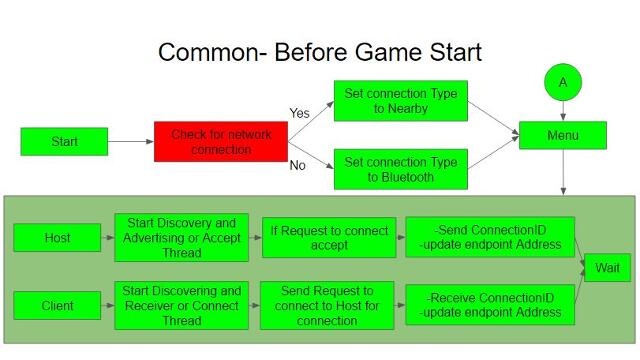 Common- Before Game Start
A
Set connection Type
to Nearby
Yes
Start
Check for network
connection
Menu
No
Set connection Type
to Bluetooth
Host
Start Discovery and
Advertising or Accept
Thread
If Request to connect
accept
-Send ConnectionID
-update endpoint Address
Wait
Client
Start Discovering and
Receiver or Connect
Thread
Send Request to
connect to Host for
connection
-Receive ConnectionID
-update endpoint Address